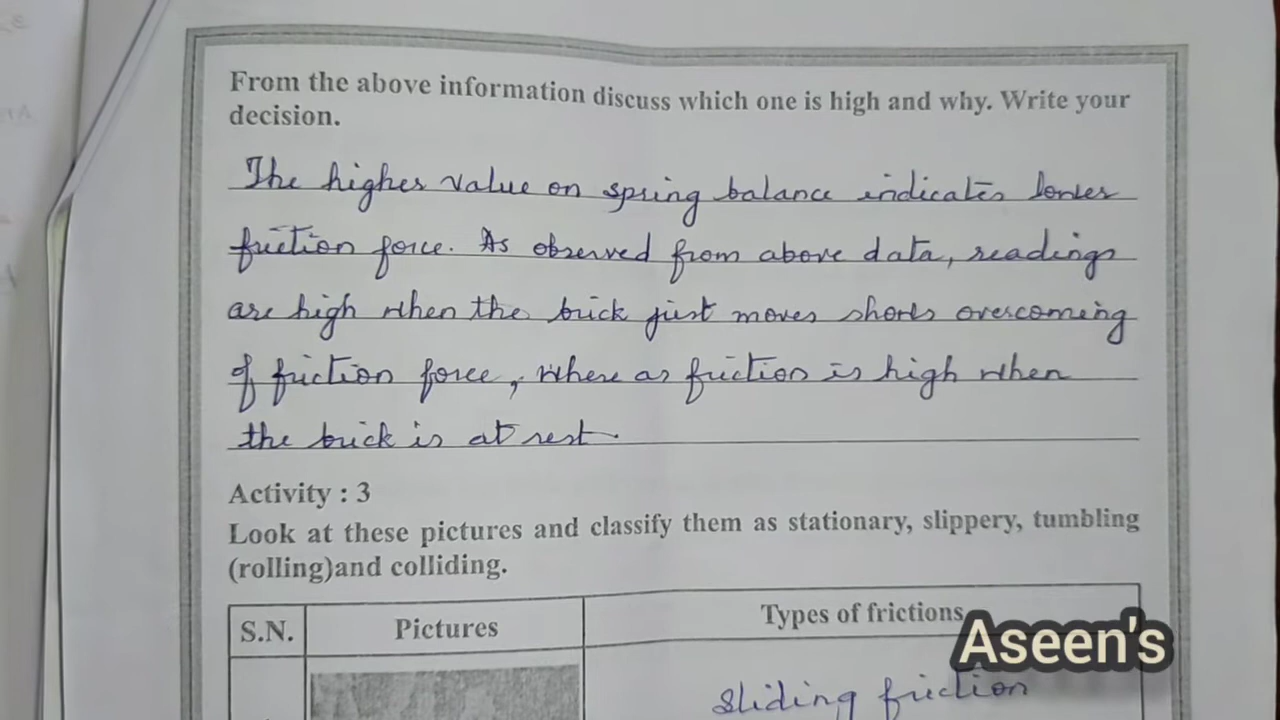 From the above information discuss which one is high and why. Write your
decision.
The higher value on spring balance indicates lower
friction force. As observed from above data, readings
are high when the brick just moves shows overcoming
of friction force, where as friction is high when
the brick is at rest.
Activity : 3
Look at these pictures and classify them as stationary, slippery, tumbling
(rolling)and colliding.
S.N. Pictures Types of frictions
Aseen's
sliding friction